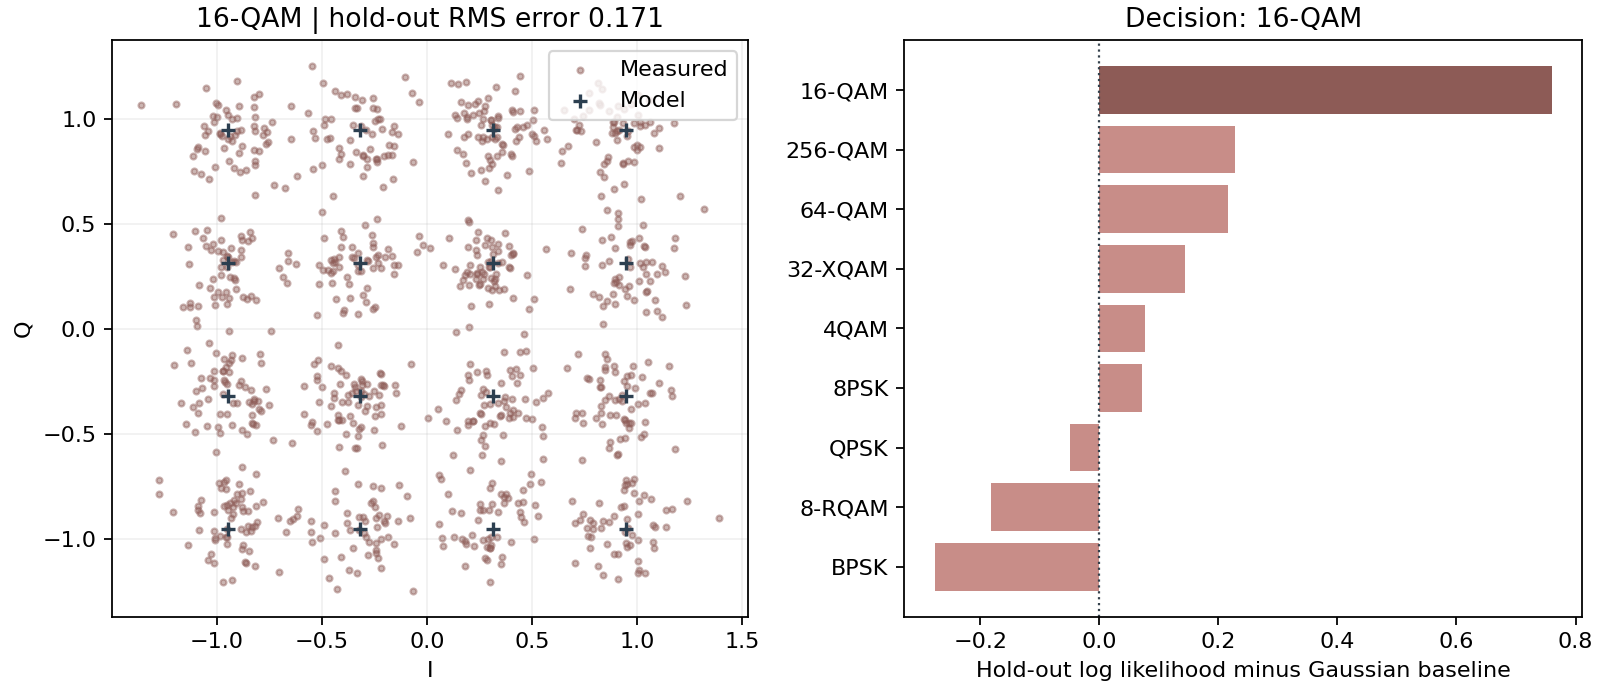 16-QAM | hold-out RMS error 0.171
Measured
Model
1.0
0.5
0.0
−0.5
−1.0
Q
−1.0
−0.5
0.0
0.5
1.0
1.5
I
Decision: 16-QAM
16-QAM
256-QAM
64-QAM
32-XQAM
4QAM
8PSK
QPSK
8-RQAM
BPSK
−0.2
0.0
0.2
0.4
0.6
0.8
Hold-out log likelihood minus Gaussian baseline